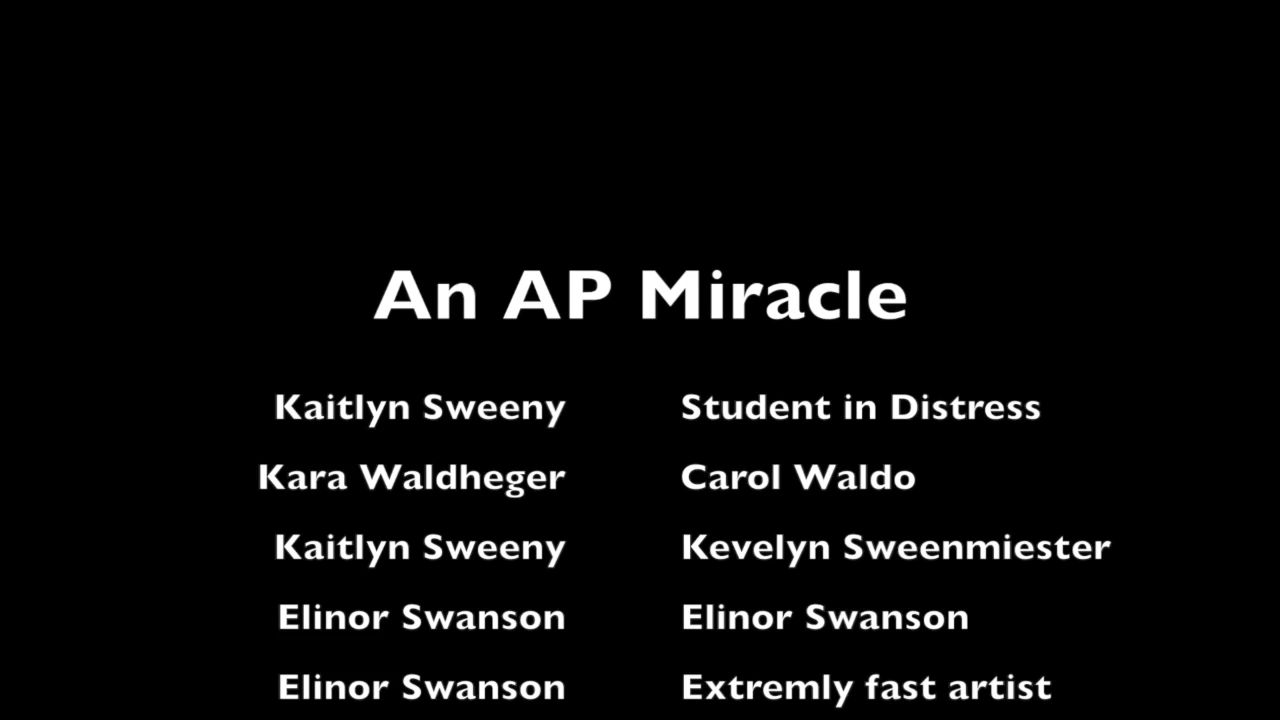 An AP Miracle
Kaitlyn Sweeny Student in Distress
Kara Waldheger Carol Waldo
Kaitlyn Sweeny Kevelyn Sweenmiester
Elinor Swanson Elinor Swanson
Elinor Swanson Extremly fast artist